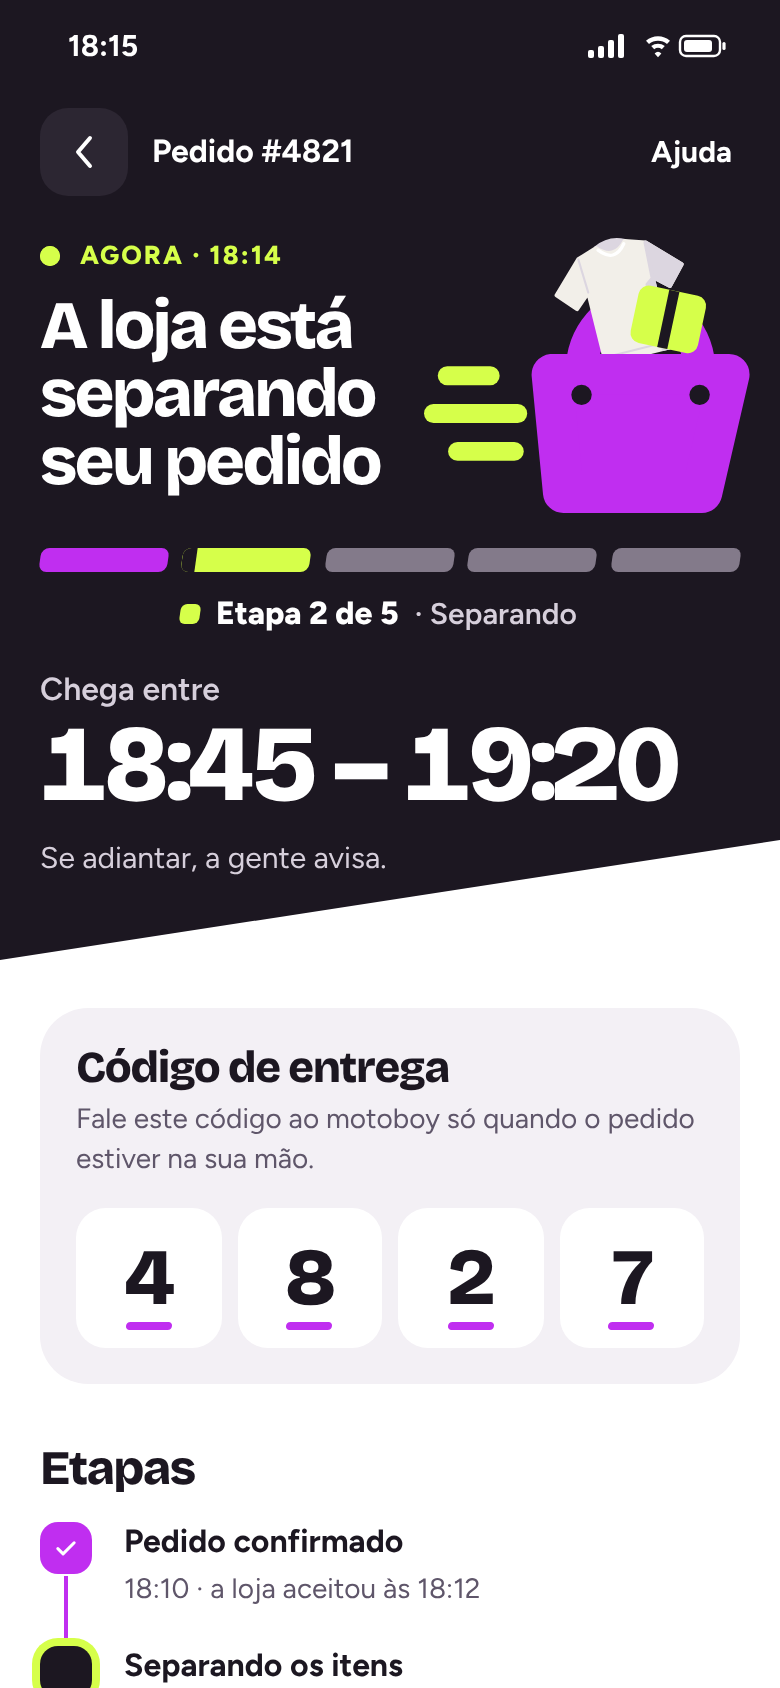 18:15
Pedido #4821
Ajuda
AGORA · 18:14
A loja está
separando
seu pedido
Etapa 2 de 5 · Separando
Chega entre
18:45 – 19:20
Se adiantar, a gente avisa.
Código de entrega
Fale este código ao motoboy só quando o pedido
estiver na sua mão.
4 8 2 7
Etapas
Pedido confirmado
18:10 · a loja aceitou às 18:12
Separando os itens